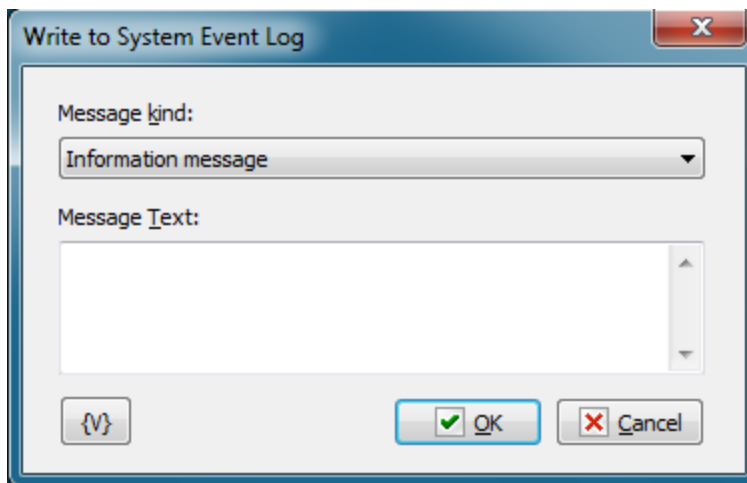 Write to System Event Log
Message kind:
Information message
Message Text:
{V}
OK
Cancel